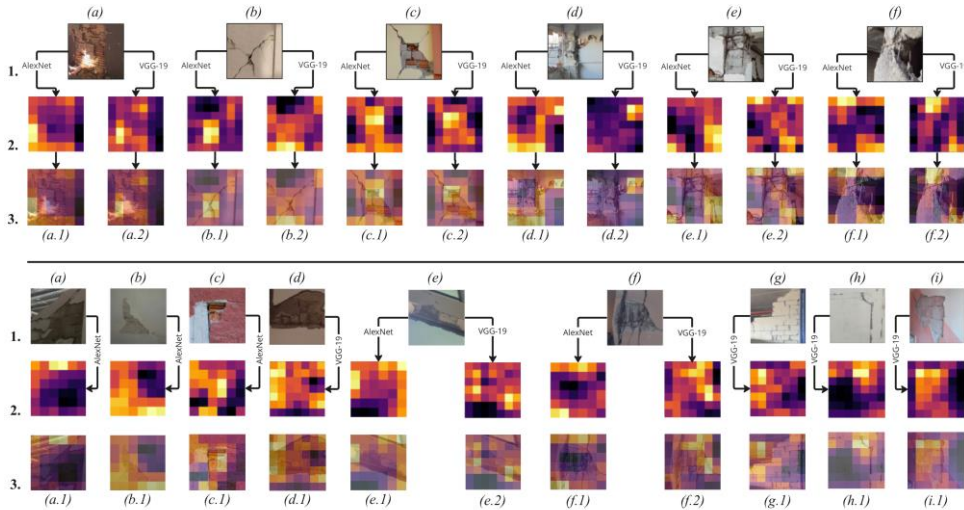 (a) (b) (c) (d) (e) (f)
AlexNet VGG-19 AlexNet VGG-19 AlexNet VGG-19 AlexNet VGG-19 AlexNet VGG-19 AlexNet VGG-19
1.
2.
3.
(a.1) (a.2) (b.1) (b.2) (c.1) (c.2) (d.1) (d.2) (e.1) (e.2) (f.1) (f.2)
(a) (b) (c) (d) (e) (f) (g) (h) (i)
1.
AlexNet AlexNet AlexNet VGG-19 AlexNet VGG-19 AlexNet VGG-19 VGG-19 VGG-19 VGG-19
2.
3.
(a.1) (b.1) (c.1) (d.1) (e.1) (e.2) (f.1) (f.2) (g.1) (h.1) (i.1)